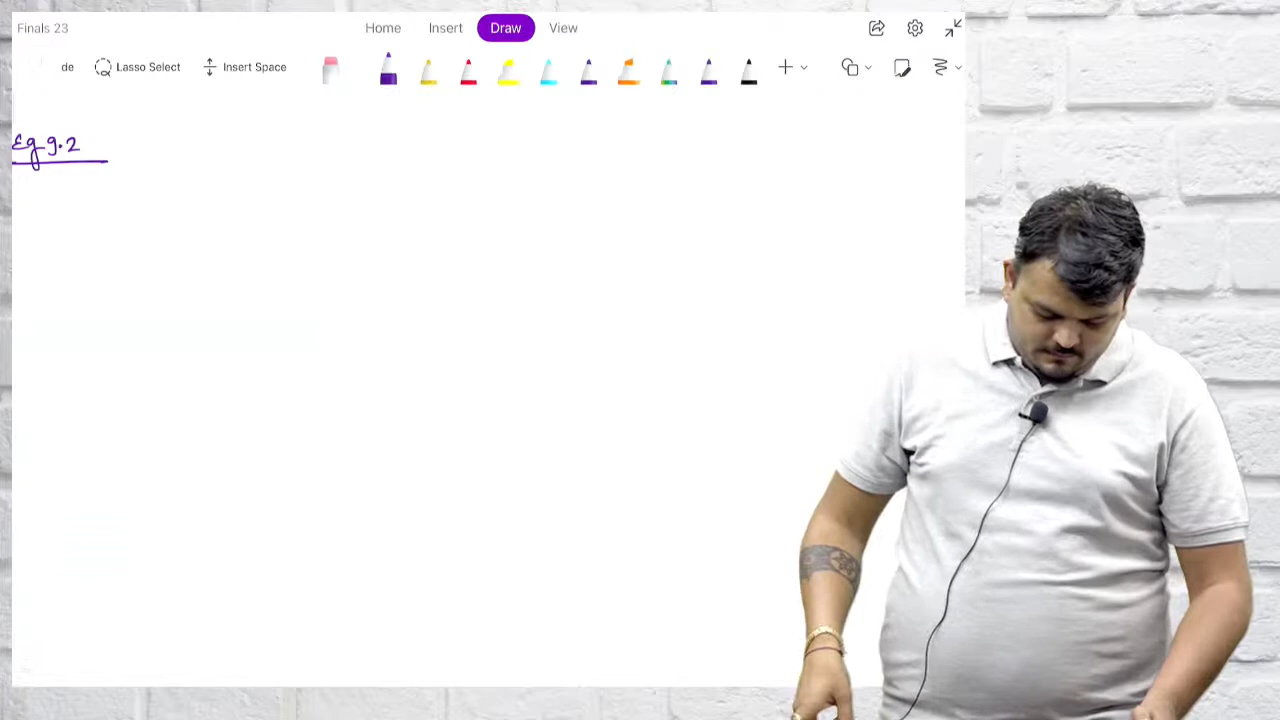 Finals 23
Home Insert Draw View
de Lasso Select Insert Space
Eg 9.2